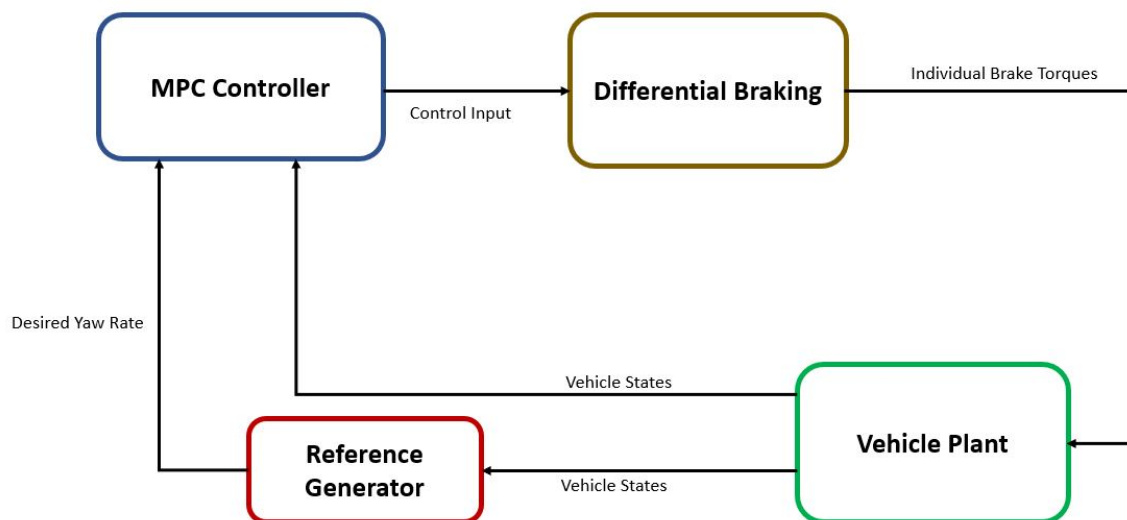 MPC Controller
Control Input
Differential Braking
Individual Brake Torques
Desired Yaw Rate
Vehicle States
Reference
Generator
Vehicle States
Vehicle Plant